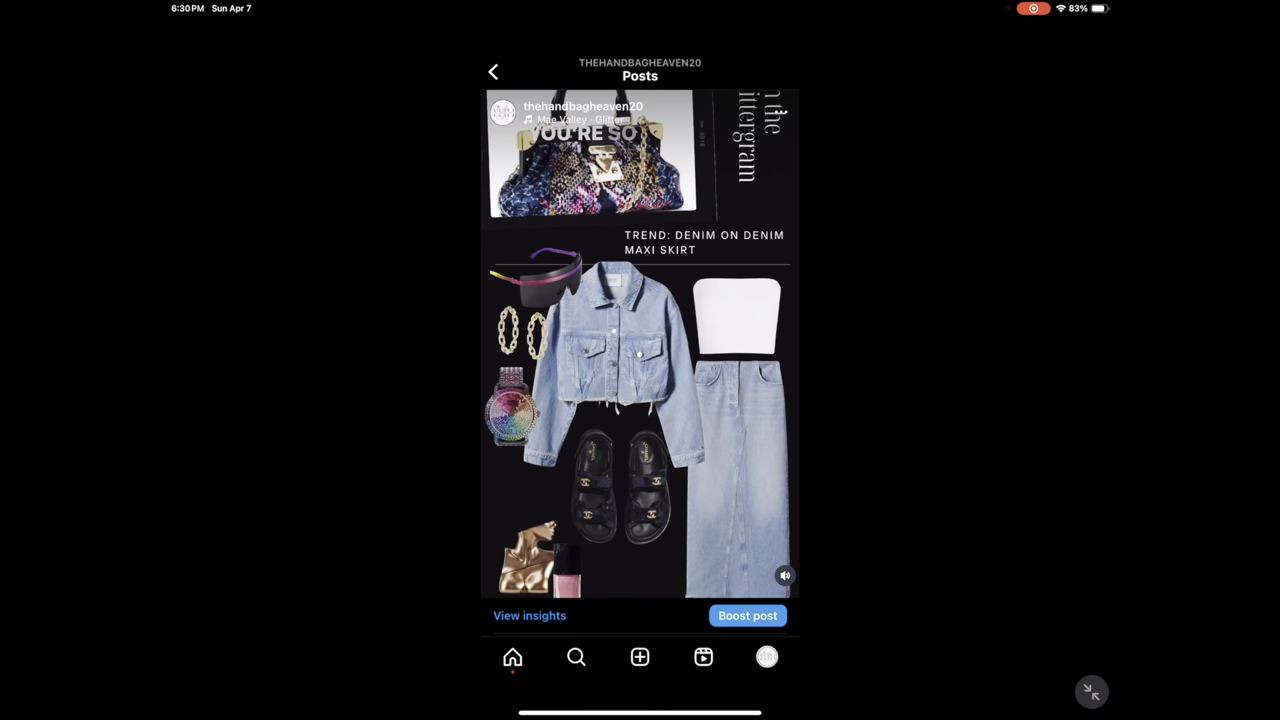 6:30 PM Sun Apr 7
83%
THEHANDBAGHEAVEN20
Posts
thehandbagheaven20
Mae Valley · Glitter
YOU'RE SO
n the
ittergram
TREND: DENIM ON DENIM
MAXI SKIRT
View insights
Boost post